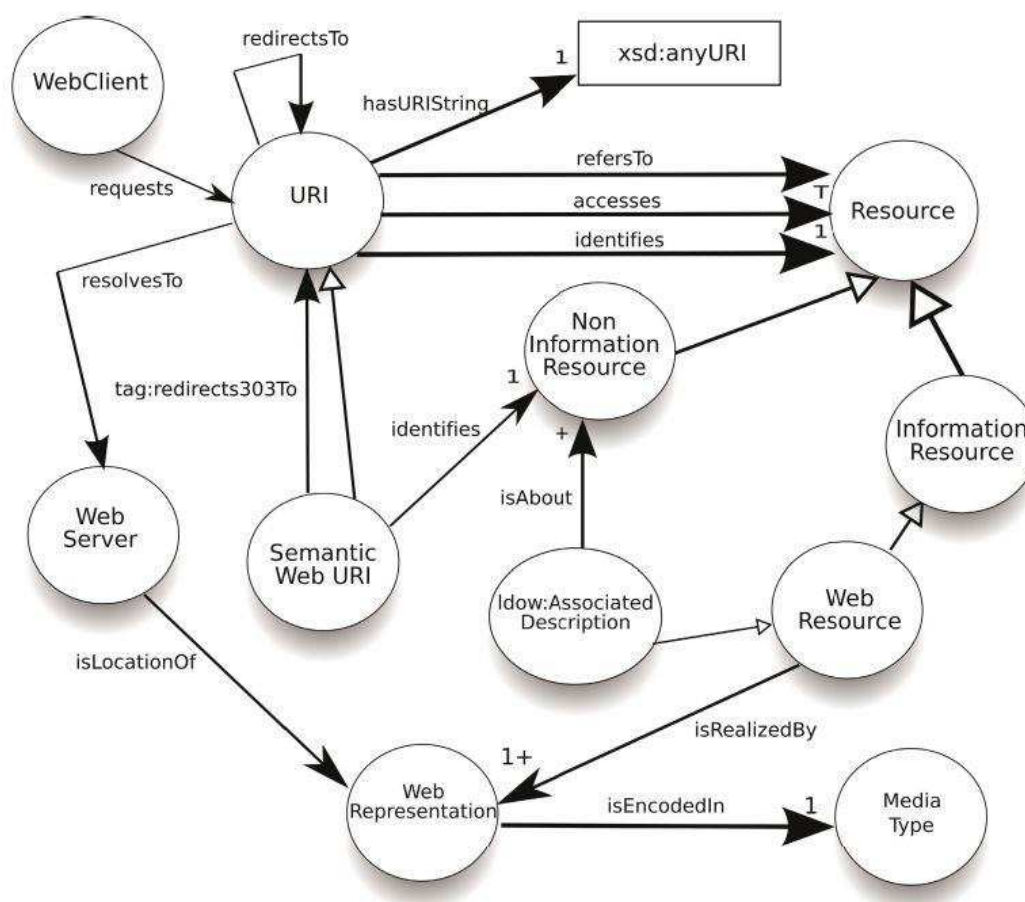 redirectsTo
WebClient
1
xsd:anyURI
hasURIString
requests
URI
refersTo
accesses
1
Resource
identifies
resolvesTo
Non
Information
Resource
tag:redirects303To
1
identifies
+
Information
Resource
isAbout
Web
Server
Semantic
Web URI
ldow:Associated
Description
Web
Resource
isLocationOf
isRealizedBy
1+
Web
Representation
isEncodedIn
1
Media
Type